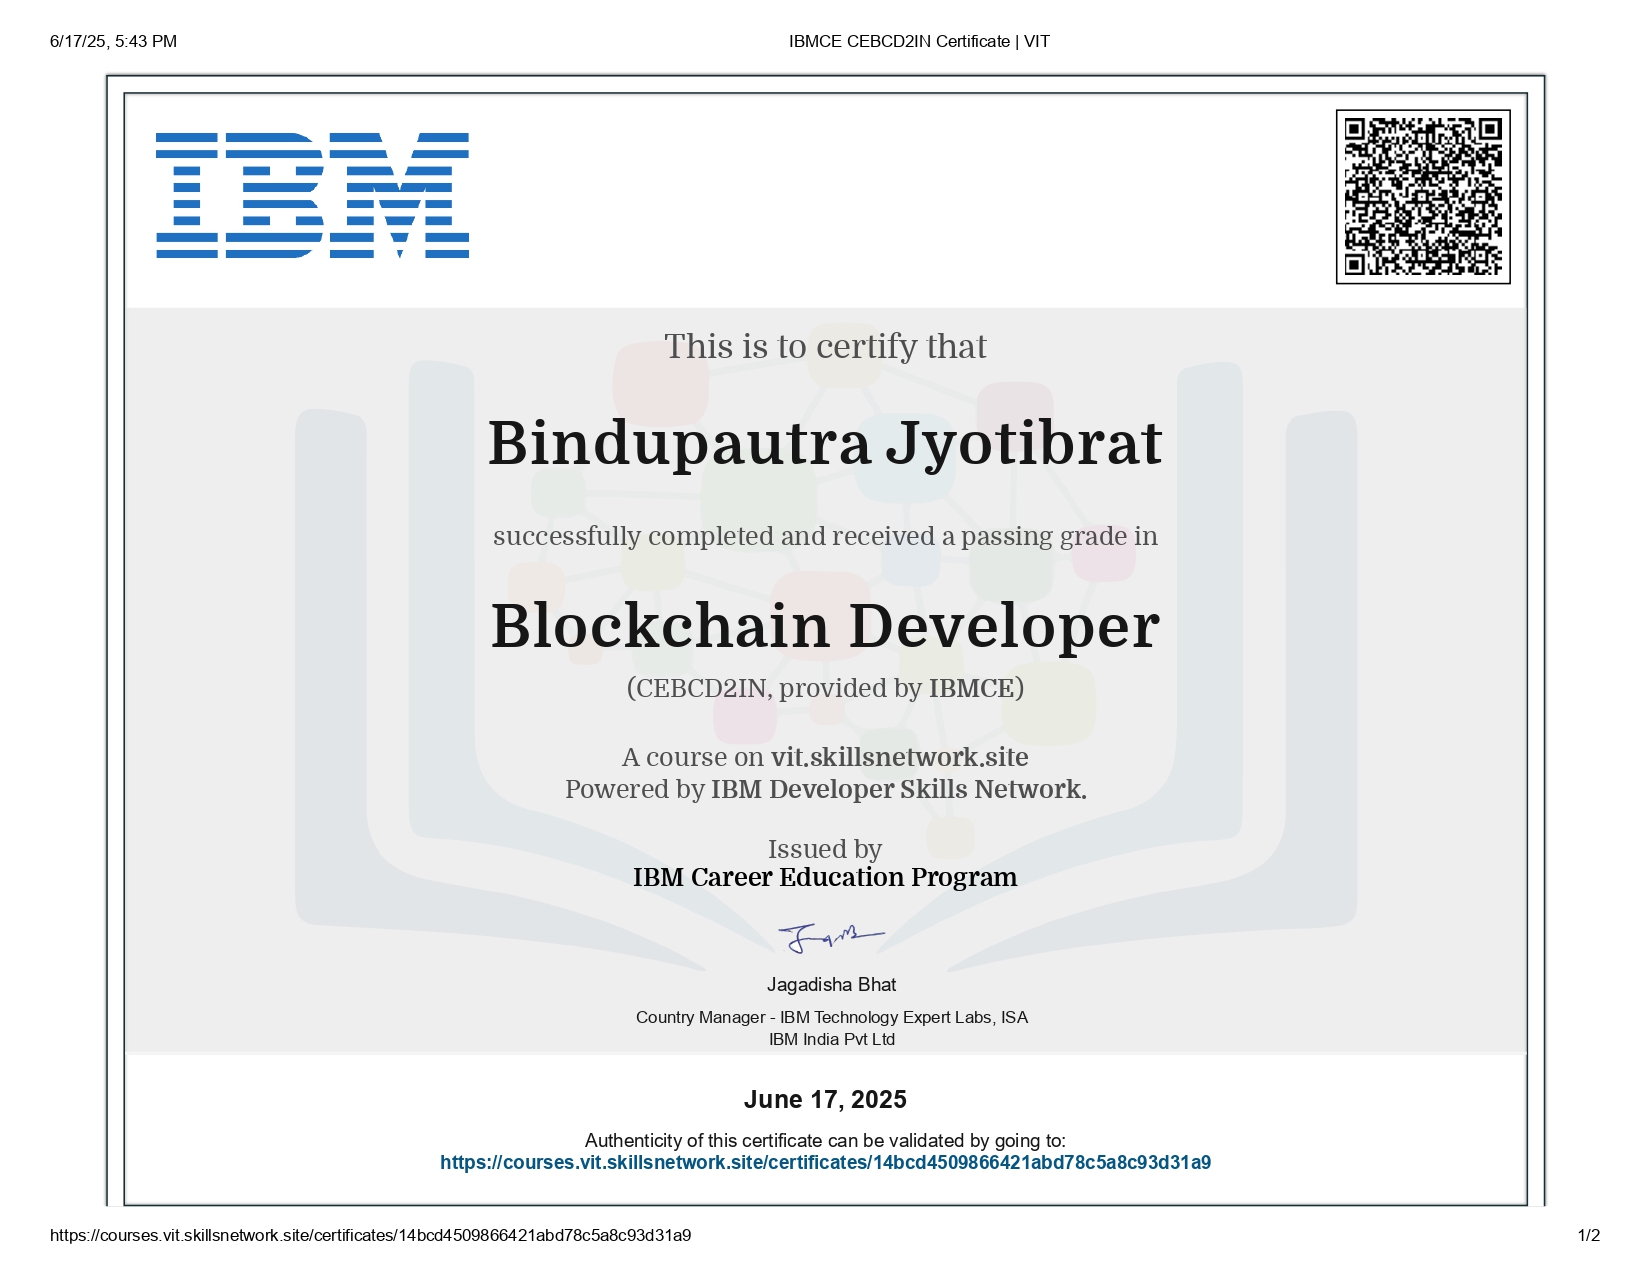 6/17/25, 5:43 PM
IBMCE CEBCD2IN Certificate | VIT
IBM
This is to certify that
Bindupautra Jyotibrat
successfully completed and received a passing grade in
Blockchain Developer
(CEBCD2IN, provided by IBMCE)
A course on vit.skillsnetwork.site
Powered by IBM Developer Skills Network.
Issued by
IBM Career Education Program
Jagadisha Bhat
Country Manager - IBM Technology Expert Labs, ISA
IBM India Pvt Ltd
June 17, 2025
Authenticity of this certificate can be validated by going to:
https://courses.vit.skillsnetwork.site/certificates/14bcd4509866421abd78c5a8c93d31a9
https://courses.vit.skillsnetwork.site/certificates/14bcd4509866421abd78c5a8c93d31a9
1/2